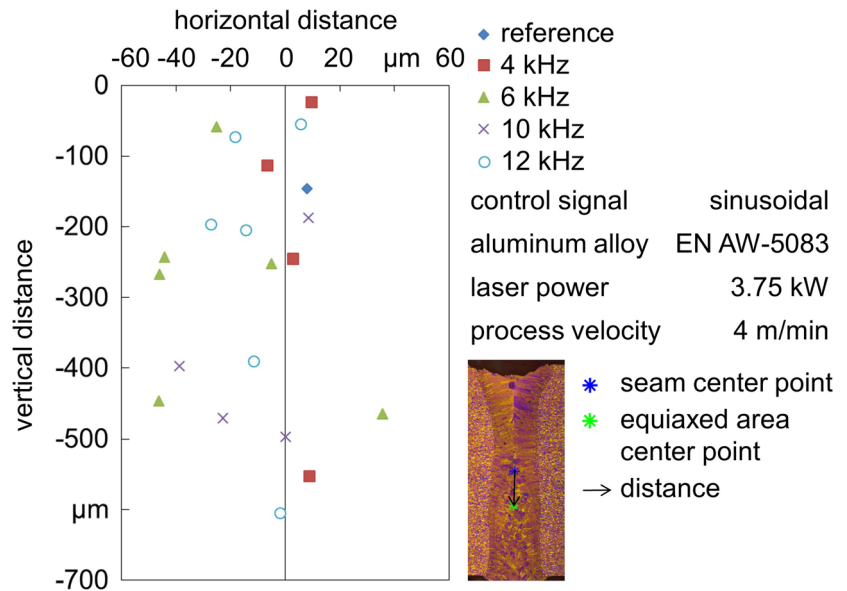 horizontal distance
-60 -40 -20 0 20 µm 60
0
-100
-200
-300
-400
-500
µm
-700
vertical distance
reference
4 kHz
6 kHz
10 kHz
12 kHz
control signal sinusoidal
aluminum alloy EN AW-5083
laser power 3.75 kW
process velocity 4 m/min
seam center point
equiaxed area
center point
distance